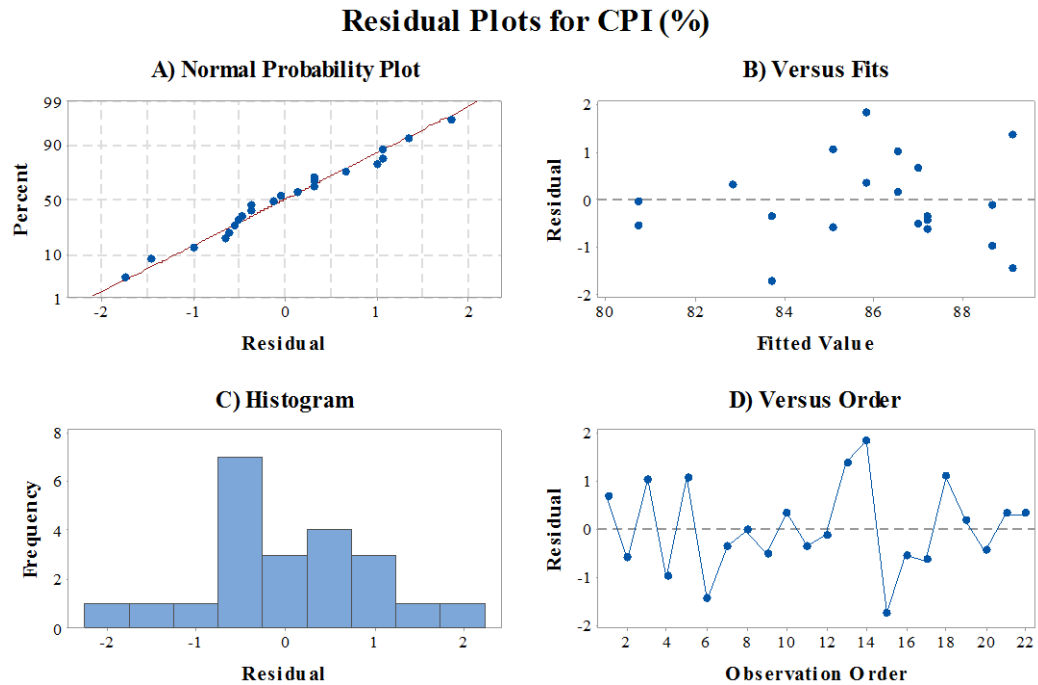 Residual Plots for CPI (%)
A) Normal Probability Plot
99
90
50
10
1
Percent
-2 -1 0 1 2
Residual
B) Versus Fits
2
1
0
-1
-2
Residual
80 82 84 86 88
Fitted Value
C) Histogram
8
6
4
2
0
Frequency
-2 -1 0 1 2
Residual
D) Versus Order
2
1
0
-1
-2
Residual
2 4 6 8 10 12 14 16 18 20 22
Observation Order